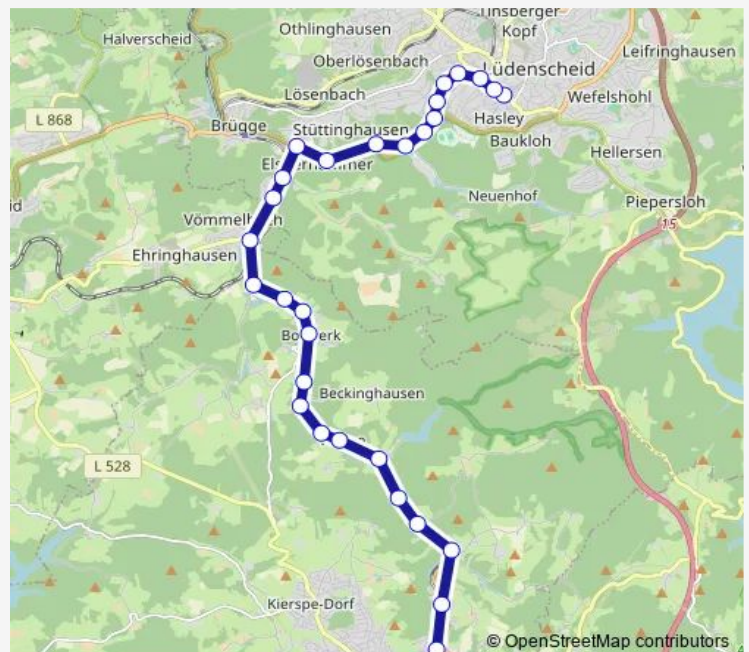 Tinsberger
Kopf
Othlinghausen
Halverscheid
Leifringhausen
Oberlösenbach
Lüdenscheid
Lösenbach
Wefelshohl
L 868
Brügge
Stüttinghausen
Hasley
Baukloh
Hellersen
Neuenhof
Piepersloh
15
Ehringhausen
Beckinghausen
L 528
Kierspe-Dorf
© OpenStreetMap contributors